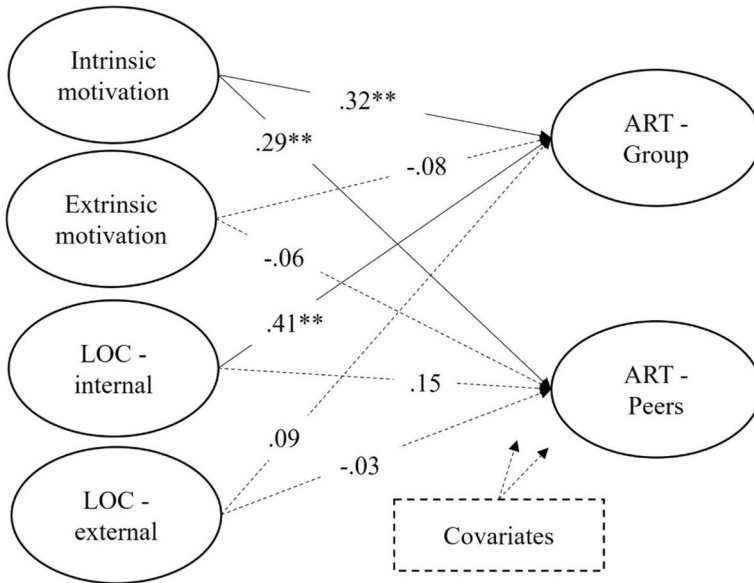 Intrinsic
motivation
.32**
ART -
Group
.29**
-.08
Extrinsic
motivation
-.06
.41**
LOC -
internal
.15
ART -
Peers
.09
-.03
LOC -
external
Covariates